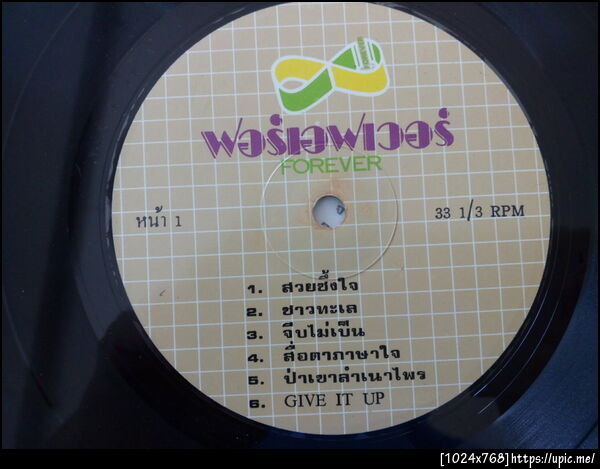 FOREVER
พอร์เอฟเวอร์
FOREVER
หน้า 1
33 1/3 RPM
1. สวยซึ้งใจ
2. ชาวทะเล
3. จีบไม่เป็น
4. สื่อตาภาษาใจ
5. ป่าเขาลำเนาไพร
6. GIVE IT UP
[1024x768]https://upic.me/